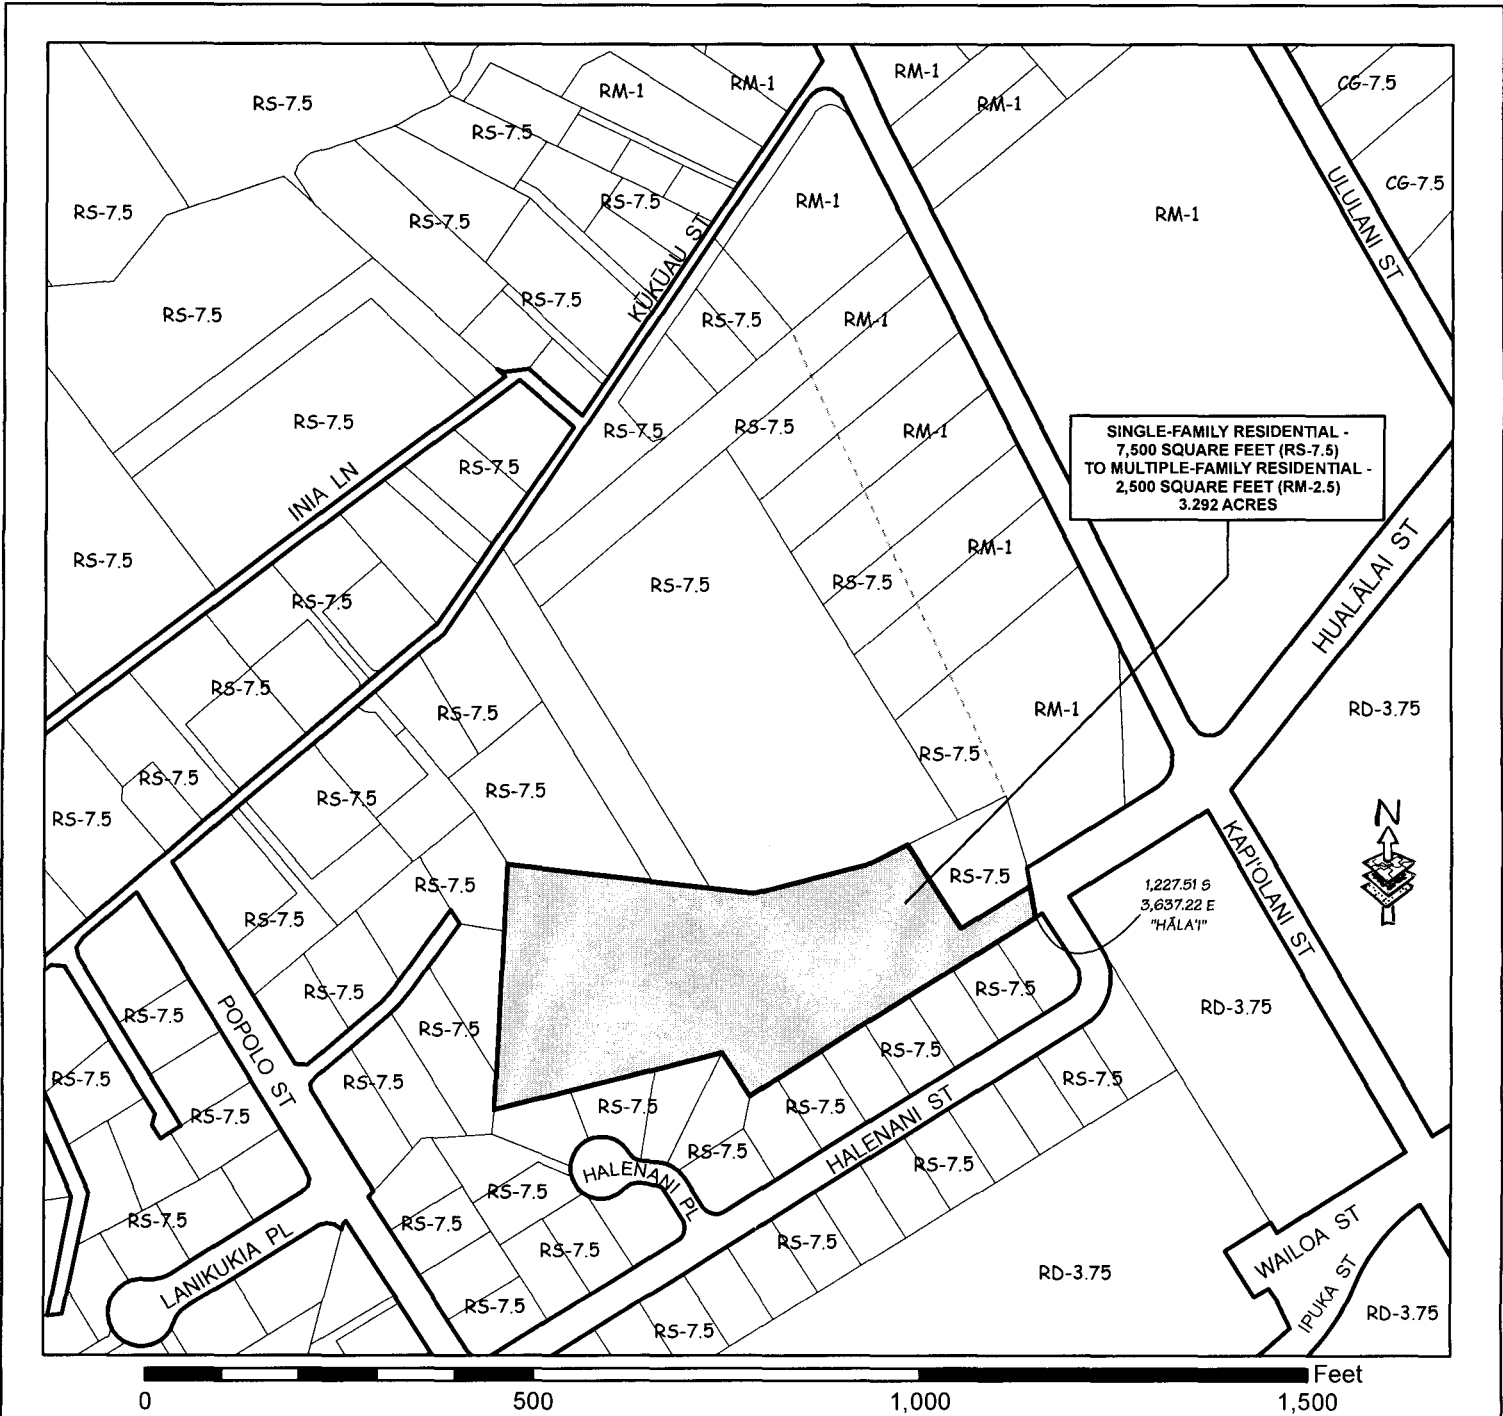 RS-7.5
RM-1
RM-1
RM-1
CG-7.5
RM-1
RS-7.5
RS-7.5
RS-7.5
RS-7.5
RS-7.5
RM-1
RM-1
CG-7.5
ULULANI ST
KŪKŪAU ST
RS-7.5
RS-7.5
RS-7.5
RM-1
RS-7.5
RS-7.5
RS-7.5
RM-1
RS-7.5
INIA LN
SINGLE-FAMILY RESIDENTIAL -
7,500 SQUARE FEET (RS-7.5)
TO MULTIPLE-FAMILY RESIDENTIAL -
2,500 SQUARE FEET (RM-2.5)
3.292 ACRES
RS-7.5
RM-1
HUALĀLAI ST
RS-7.5
RS-7.5
RS-7.5
RS-7.5
RS-7.5
RM-1
RD-3.75
RS-7.5
RS-7.5
RS-7.5
RS-7.5
RS-7.5
N
KAPI'OLANI ST
RS-7.5
RS-7.5
RS-7.5
1,227.51 S
3,637.22 E
"HĀLA'I"
RS-7.5
RS-7.5
RS-7.5
RD-3.75
RS-7.5
POPOLO ST
RS-7.5
RS-7.5
RS-7.5
RS-7.5
RS-7.5
RS-7.5
RS-7.5
RS-7.5
HALENANI ST
RS-7.5
RS-7.5
HALENANI PL
RS-7.5
RS-7.5
RS-7.5
RS-7.5
RS-7.5
LANIKUKIA PL
WAILOA ST
RD-3.75
IPUKA ST
RS-7.5
RS-7.5
RD-3.75
Feet
0 500 1,000 1,500